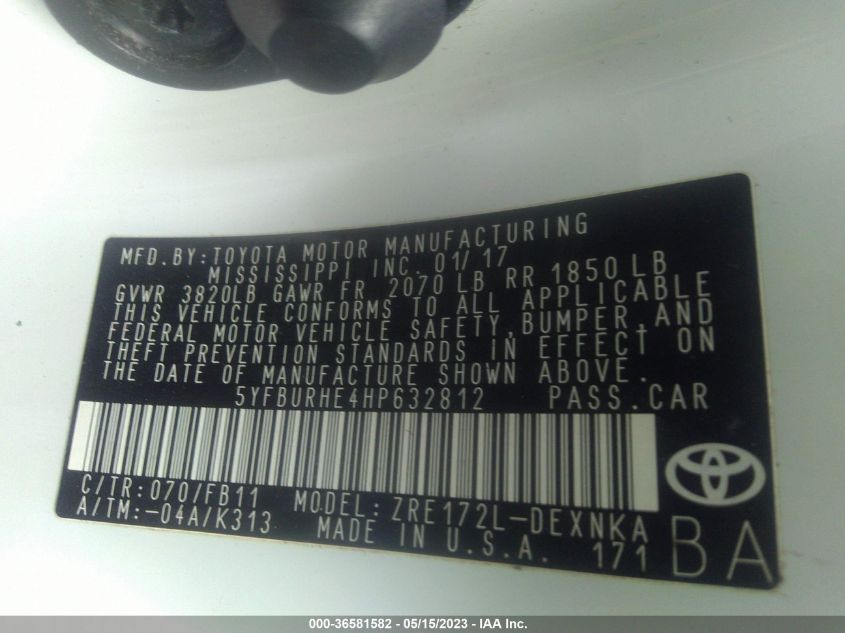 MFD.BY:TOYOTA MOTOR MANUFACTURING
MISSISSIPPI INC. 01/17
GVWR 3820LB GAWR FR 2070 LB RR 1850 LB
THIS VEHICLE CONFORMS TO ALL APPLICABLE
FEDERAL MOTOR VEHICLE SAFETY, BUMPER, AND
THEFT PREVENTION STANDARDS IN EFFECT ON
THE DATE OF MANUFACTURE SHOWN ABOVE.
5YFBURHE4HP632812 PASS.CAR
C/TR:070/FB11 MODEL:ZRE172L-DEXNKA
A/TM:-04A/K313 MADE IN U.S.A. 171 BA
000-36581582 - 05/15/2023 - IAA Inc.